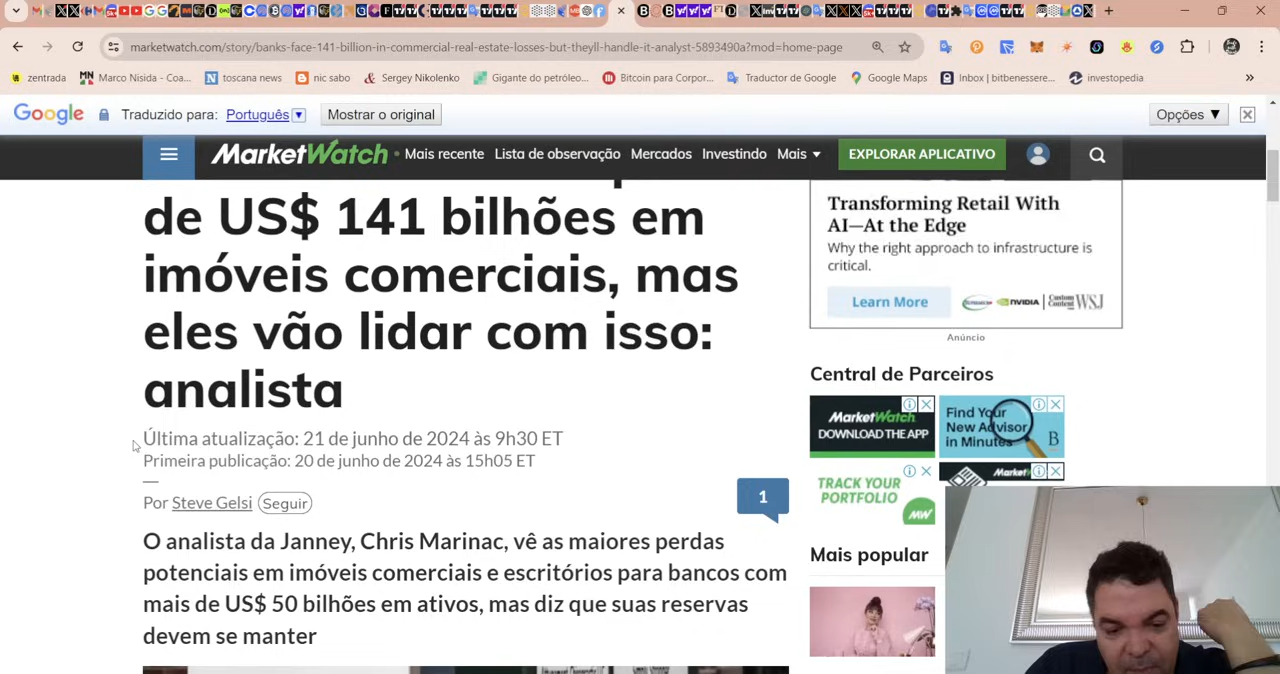 marketwatch.com/story/banks-face-141-billion-in-commercial-real-estate-losses-but-theyll-handle-it-analyst-5893490a?mod=home-page
zentrada
Marco Nisida - Coa...
toscana news
nic sabo
Sergey Nikolenko
Gigante do petróleo...
Bitcoin para Corpor...
Traductor de Google
Google Maps
Inbox | bitbenessere...
investopedia
»
Google Traduzido para: Português Mostrar o original Opções ▼
MarketWatch • Mais recente Lista de observação Mercados Investindo Mais EXPLORAR APLICATIVO
de US$ 141 bilhões em
imóveis comerciais, mas
eles vão lidar com isso:
analista
Última atualização: 21 de junho de 2024 às 9h30 ET
Primeira publicação: 20 de junho de 2024 às 15h05 ET
Por Steve Gelsi Seguir
1
O analista da Janney, Chris Marinac, vê as maiores perdas
potenciais em imóveis comerciais e escritórios para bancos com
mais de US$ 50 bilhões em ativos, mas diz que suas reservas
devem se manter
Transforming Retail With
AI—At the Edge
Why the right approach to infrastructure is
critical.
Learn More
NVIDIA
Custom Content
WSJ
Anúncio
Central de Parceiros
MarketWatch
DOWNLOAD THE APP
Find Your
New Advisor
in Minutes
B
TRACK YOUR
PORTFOLIO
MW
Mais popular